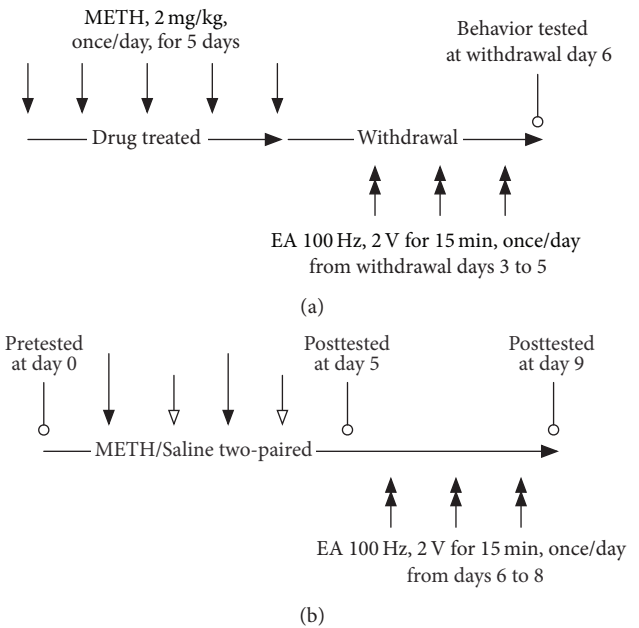 METH, 2 mg/kg,
once/day, for 5 days
Behavior tested
at withdrawal day 6
Drug treated
Withdrawal
EA 100 Hz, 2 V for 15 min, once/day
from withdrawal days 3 to 5
(a)
Pretested
at day 0
Posttested
at day 5
Posttested
at day 9
METH/Saline two-paired
EA 100 Hz, 2 V for 15 min, once/day
from days 6 to 8
(b)